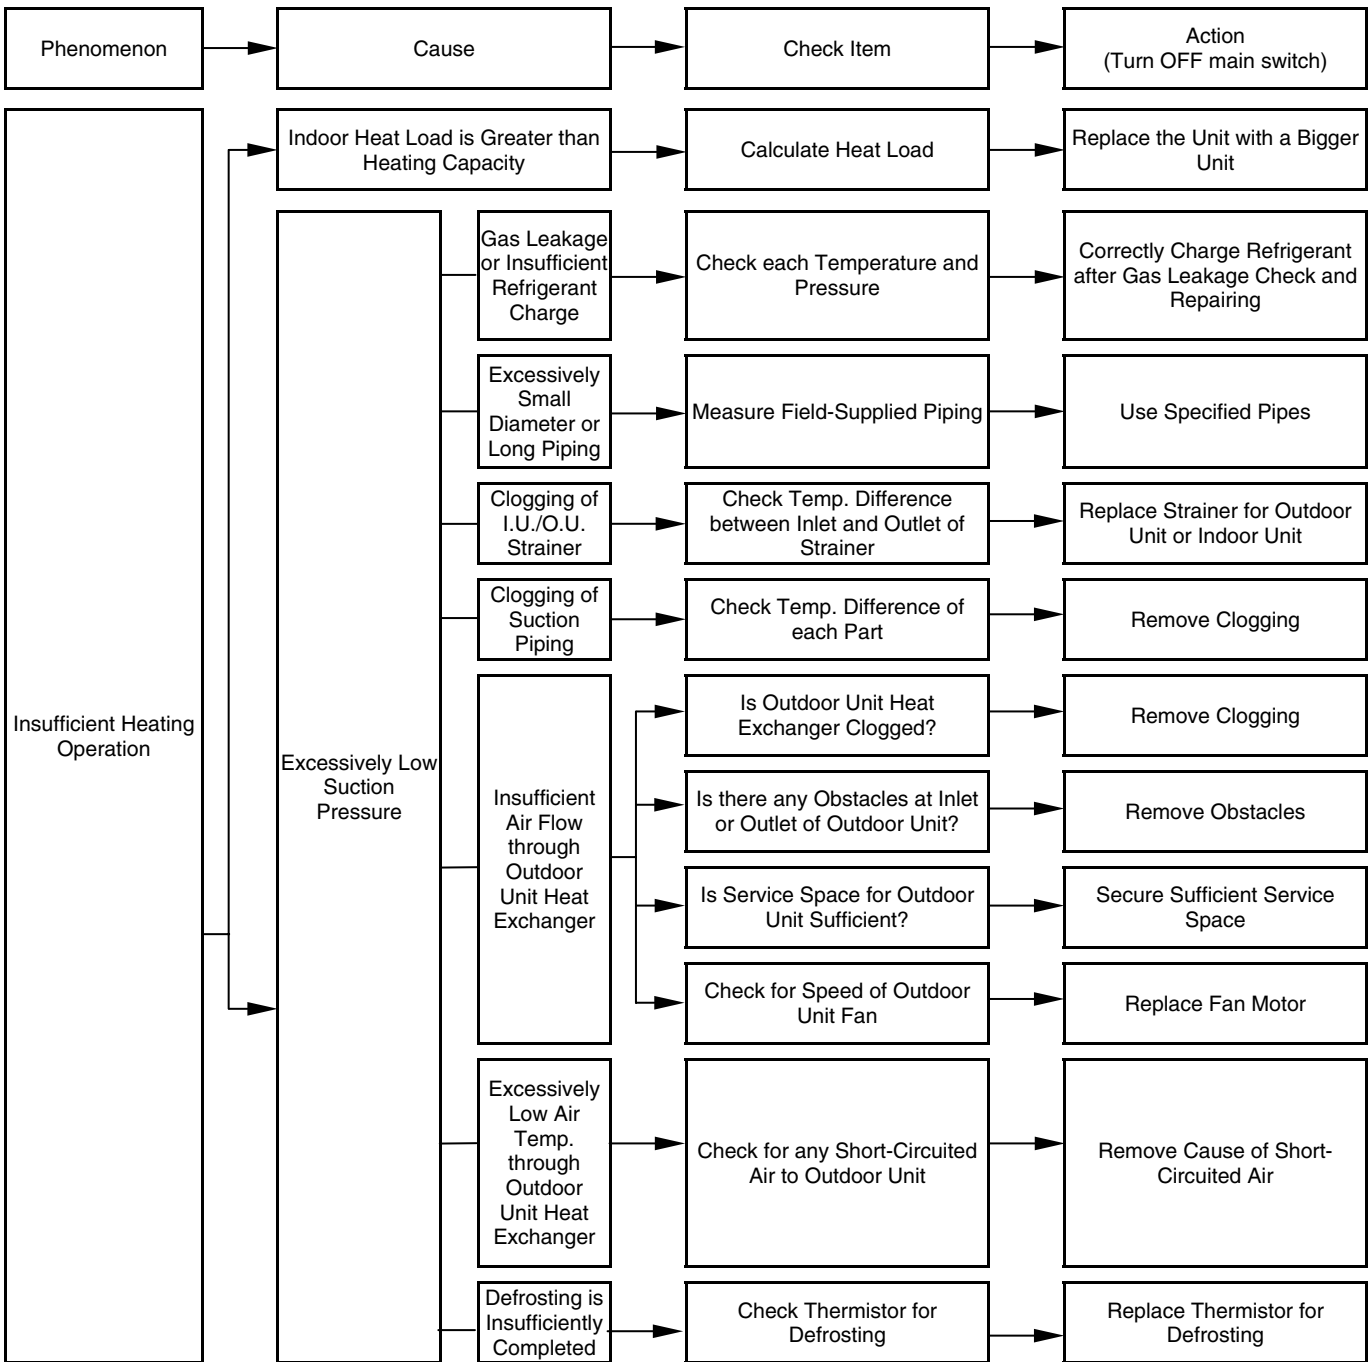 Phenomenon
Cause
Check Item
Action
(Turn OFF main switch)
Insufficient Heating
Operation
Indoor Heat Load is Greater than
Heating Capacity
Calculate Heat Load
Replace the Unit with a Bigger
Unit
Excessively Low
Suction
Pressure
Gas Leakage
or Insufficient
Refrigerant
Charge
Check each Temperature and
Pressure
Correctly Charge Refrigerant
after Gas Leakage Check and
Repairing
Excessively
Small
Diameter or
Long Piping
Measure Field-Supplied Piping
Use Specified Pipes
Clogging of
I.U./O.U.
Strainer
Check Temp. Difference
between Inlet and Outlet of
Strainer
Replace Strainer for Outdoor
Unit or Indoor Unit
Clogging of
Suction
Piping
Check Temp. Difference of
each Part
Remove Clogging
Insufficient
Air Flow
through
Outdoor
Unit Heat
Exchanger
Is Outdoor Unit Heat
Exchanger Clogged?
Remove Clogging
Is there any Obstacles at Inlet
or Outlet of Outdoor Unit?
Remove Obstacles
Is Service Space for Outdoor
Unit Sufficient?
Secure Sufficient Service
Space
Check for Speed of Outdoor
Unit Fan
Replace Fan Motor
Excessively
Low Air
Temp.
through
Outdoor
Unit Heat
Exchanger
Check for any Short-Circuited
Air to Outdoor Unit
Remove Cause of Short-
Circuited Air
Defrosting is
Insufficiently
Completed
Check Thermistor for
Defrosting
Replace Thermistor for
Defrosting